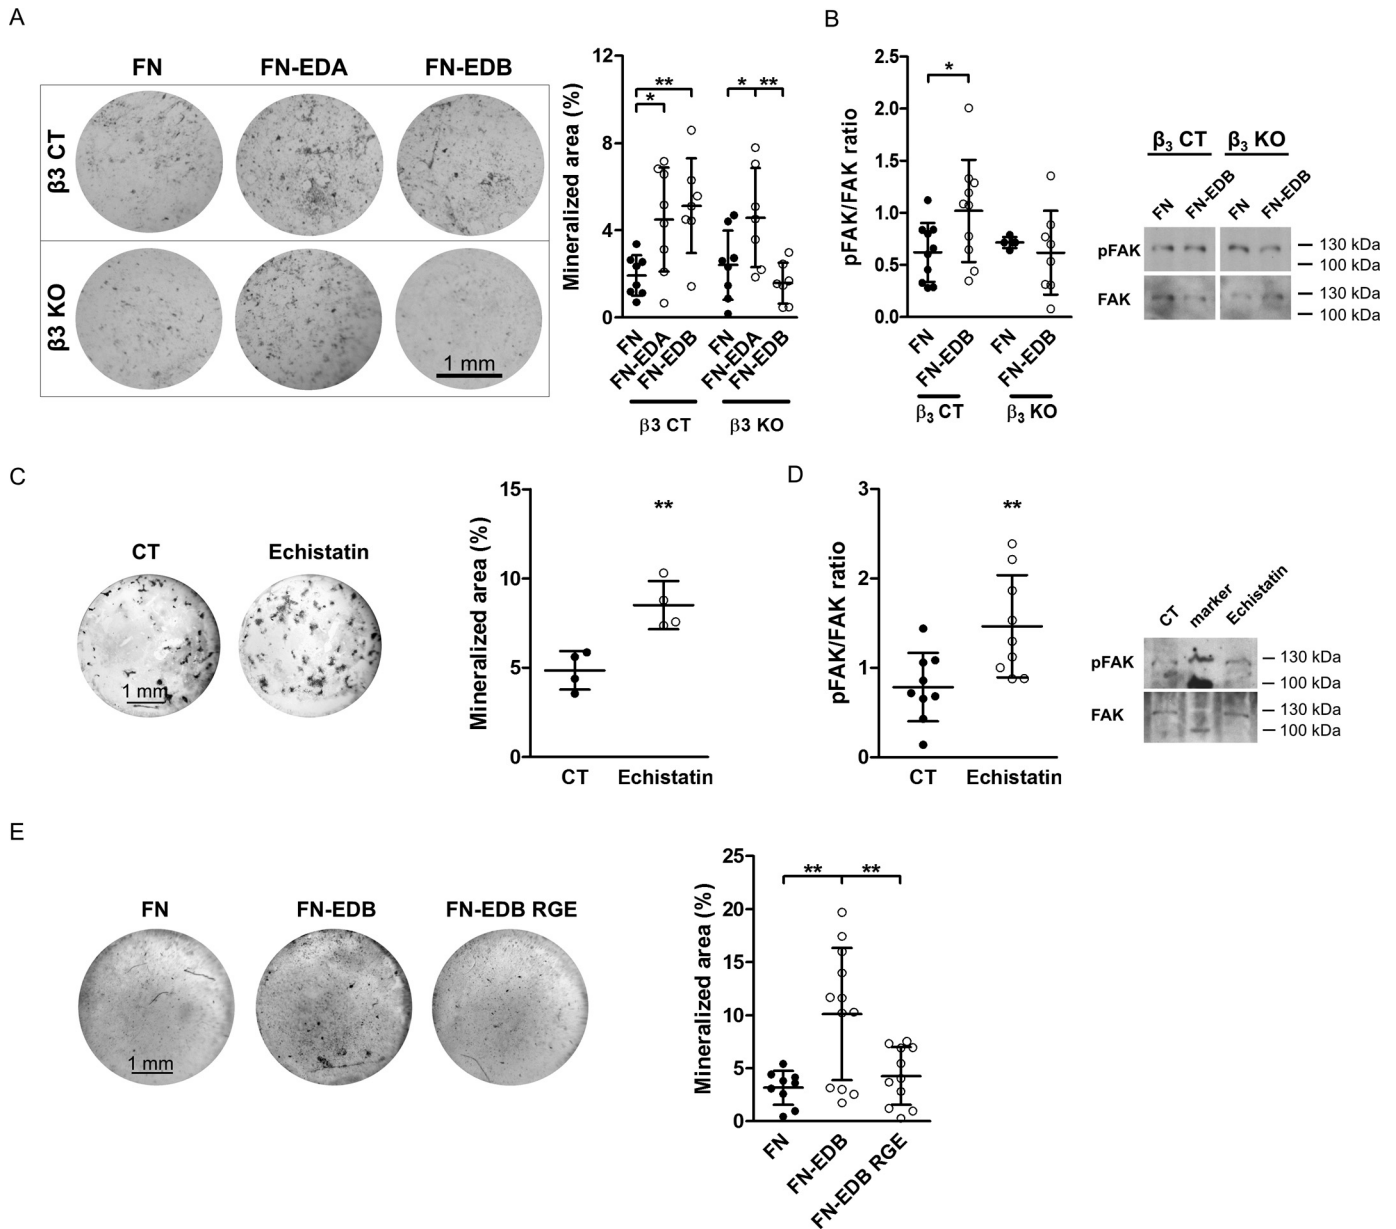 A
FN FN-EDA FN-EDB
β3 CT
β3 KO
1 mm
Mineralized area (%)
12
8
4
0
* ** * **
FN FN-EDA FN-EDB FN FN-EDA FN-EDB
β3 CT β3 KO
B
pFAK/FAK ratio
2.5
2.0
1.5
1.0
0.5
0.0
*
FN FN-EDB FN FN-EDB
β3 CT β3 KO
β3 CT β3 KO
FN FN-EDB FN FN-EDB
pFAK
130 kDa
100 kDa
FAK
130 kDa
100 kDa
C
CT Echistatin
1 mm
Mineralized area (%)
15
10
5
0
**
CT Echistatin
D
pFAK/FAK ratio
3
2
1
0
**
CT Echistatin
CT marker Echistatin
pFAK
130 kDa
100 kDa
FAK
130 kDa
100 kDa
E
FN FN-EDB FN-EDB RGE
1 mm
Mineralized area (%)
25
20
15
10
5
0
** **
FN FN-EDB FN-EDB RGE